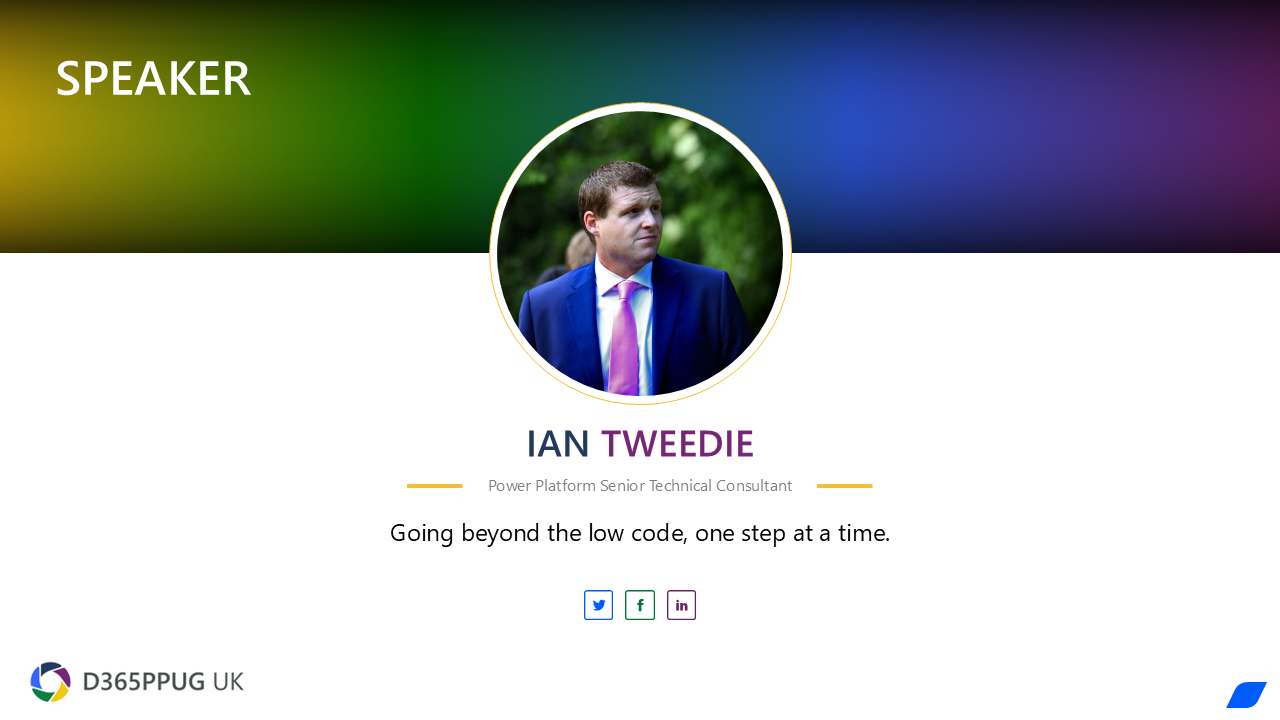 SPEAKER
IAN TWEEDIE
Power Platform Senior Technical Consultant
Going beyond the low code, one step at a time.
f
in
D365PPUG UK